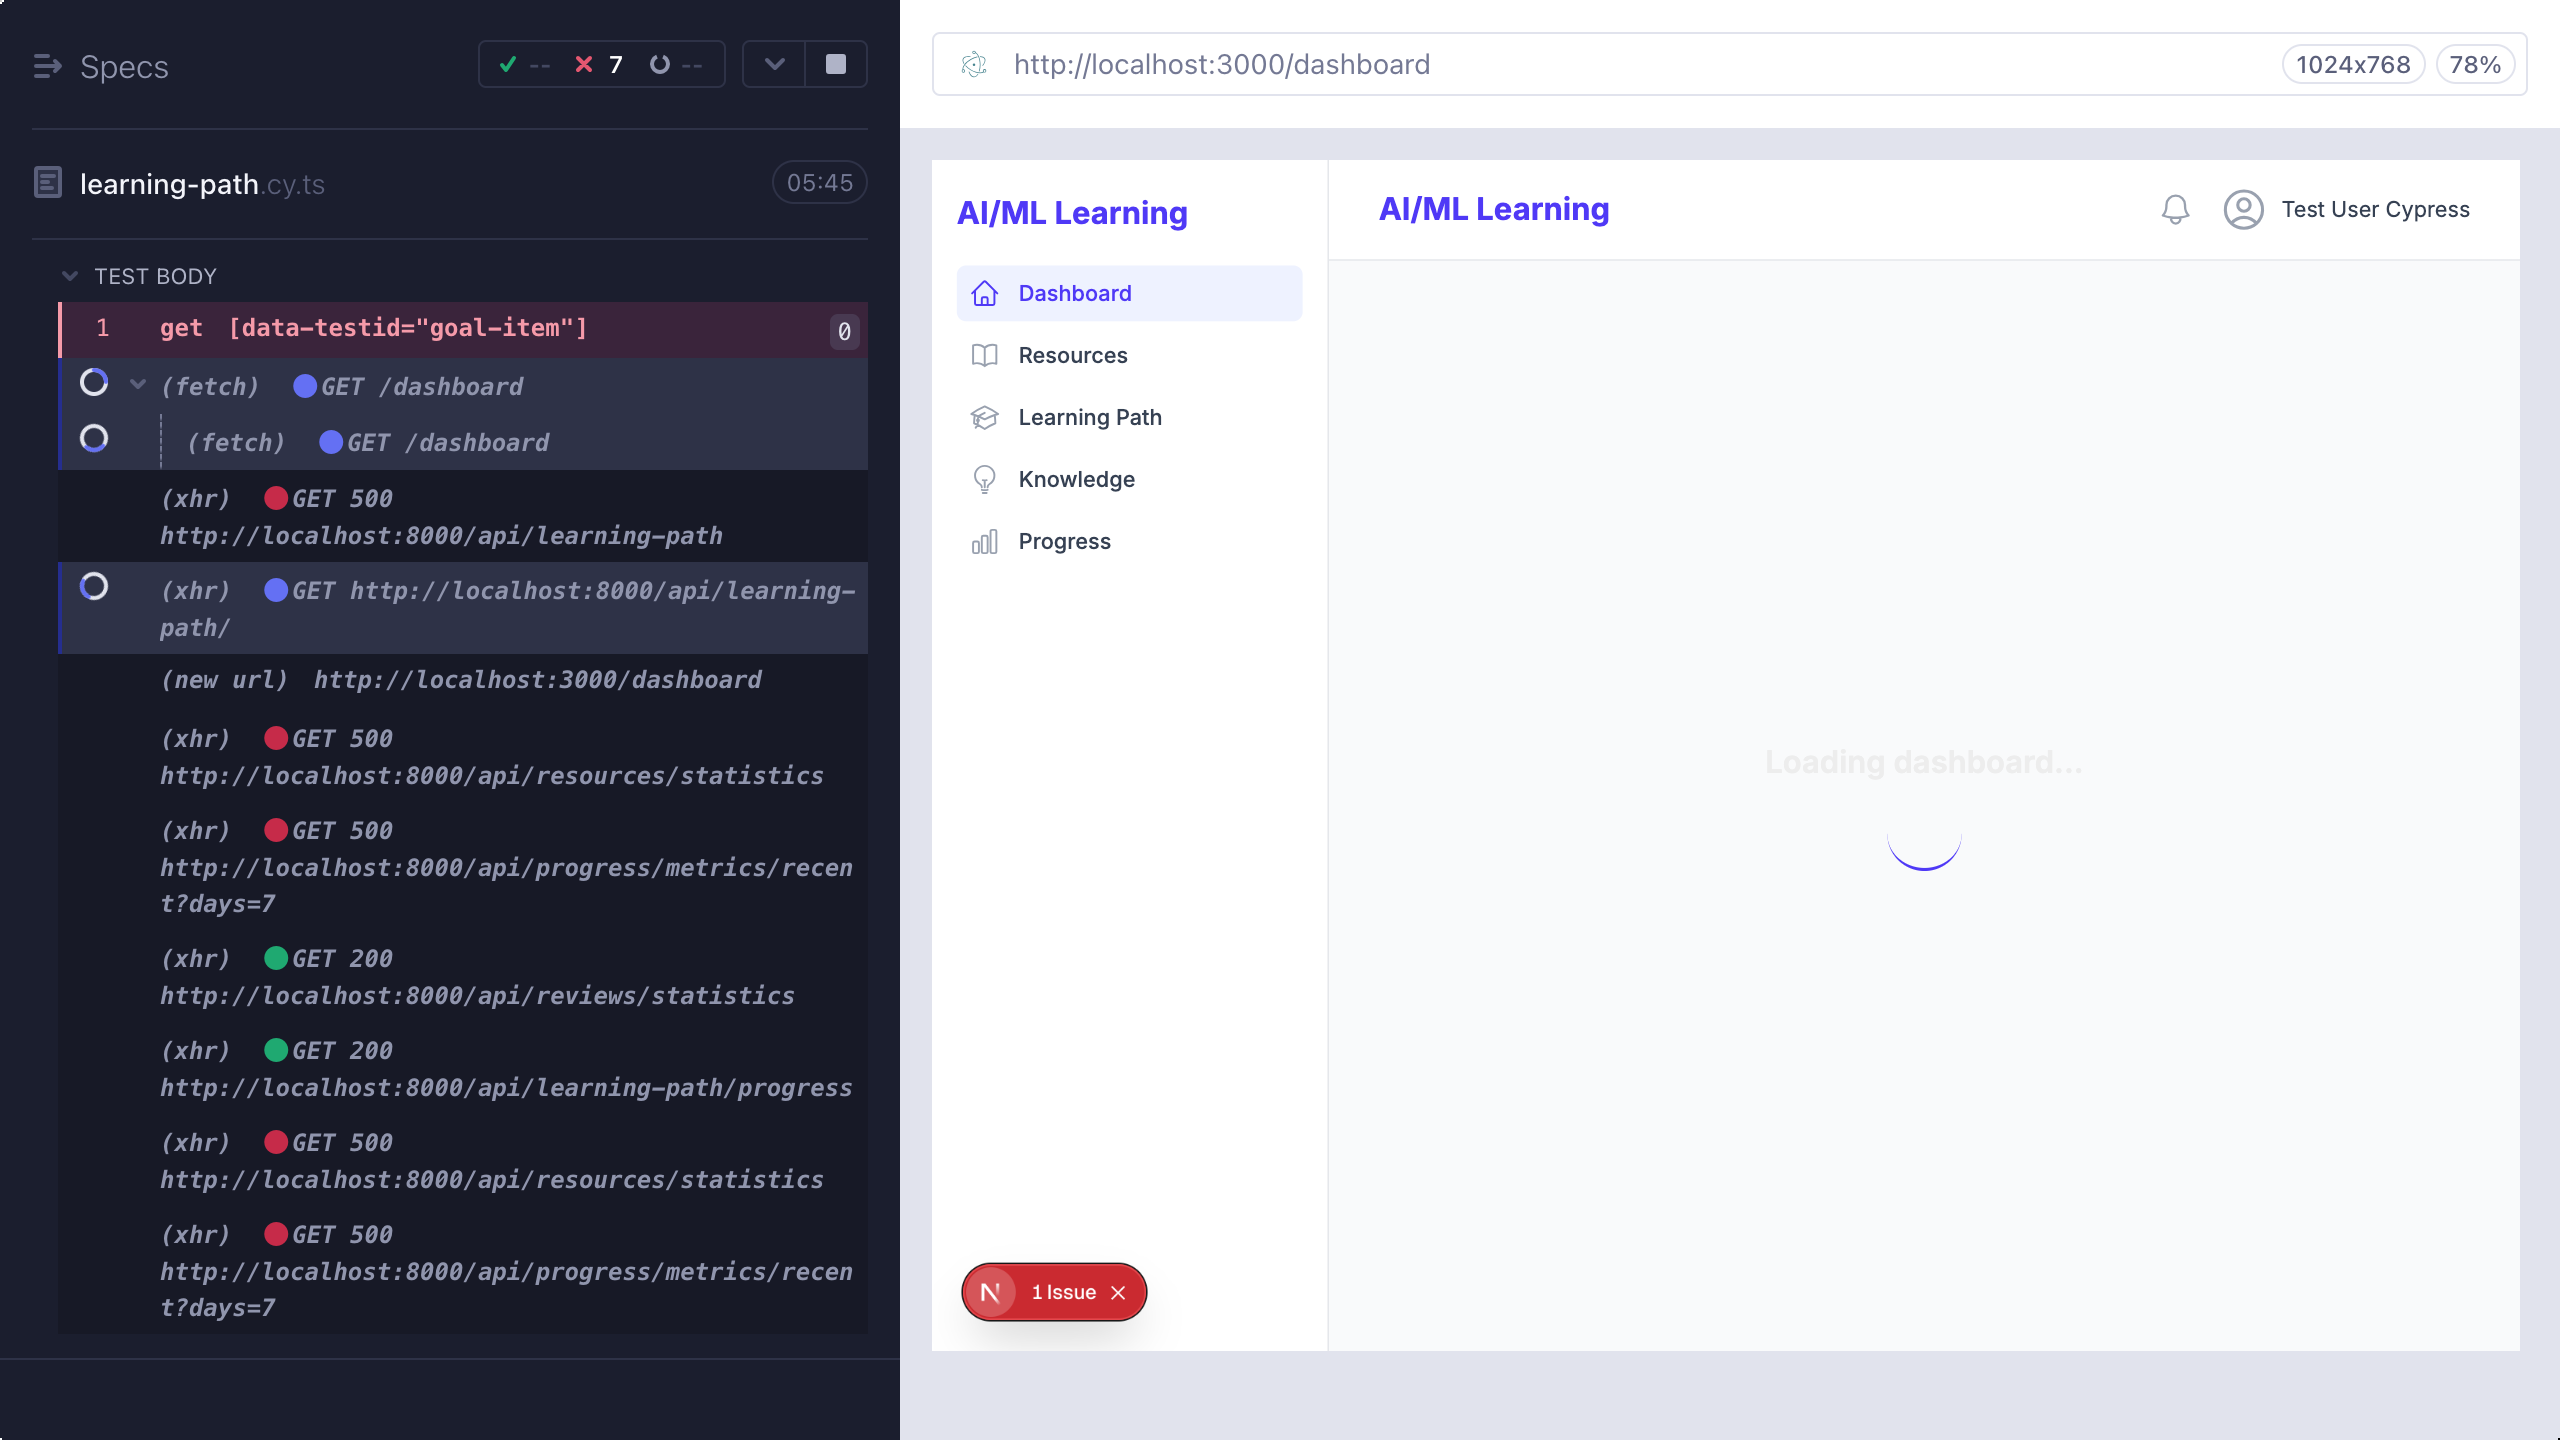 Specs
--
7
--
learning-path.cy.ts
05:45
TEST BODY
1 get [data-testid="goal-item"] 0
(fetch) GET /dashboard
(fetch) GET /dashboard
(xhr) GET 500
http://localhost:8000/api/learning-path
(xhr) GET http://localhost:8000/api/learning-
path/
(new url) http://localhost:3000/dashboard
(xhr) GET 500
http://localhost:8000/api/resources/statistics
(xhr) GET 500
http://localhost:8000/api/progress/metrics/recen
t?days=7
(xhr) GET 200
http://localhost:8000/api/reviews/statistics
(xhr) GET 200
http://localhost:8000/api/learning-path/progress
(xhr) GET 500
http://localhost:8000/api/resources/statistics
(xhr) GET 500
http://localhost:8000/api/progress/metrics/recen
t?days=7
http://localhost:3000/dashboard
1024x768
78%
AI/ML Learning
Dashboard
Resources
Learning Path
Knowledge
Progress
N 1 Issue
AI/ML Learning
Test User Cypress
Loading dashboard...